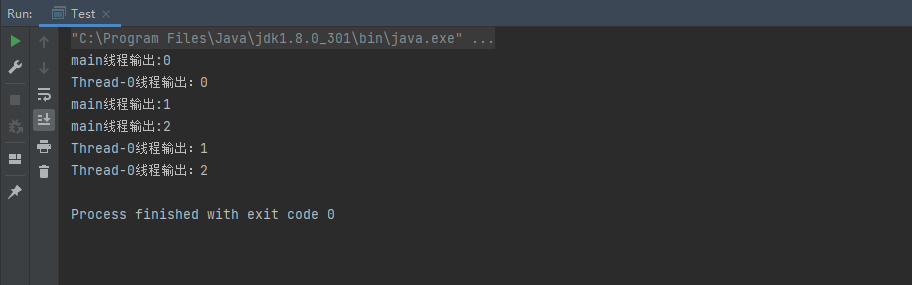 Run: Test
"C:\Program Files\Java\jdk1.8.0_301\bin\java.exe" ...
main线程输出:0
Thread-0线程输出：0
main线程输出:1
main线程输出:2
Thread-0线程输出：1
Thread-0线程输出：2
Process finished with exit code 0